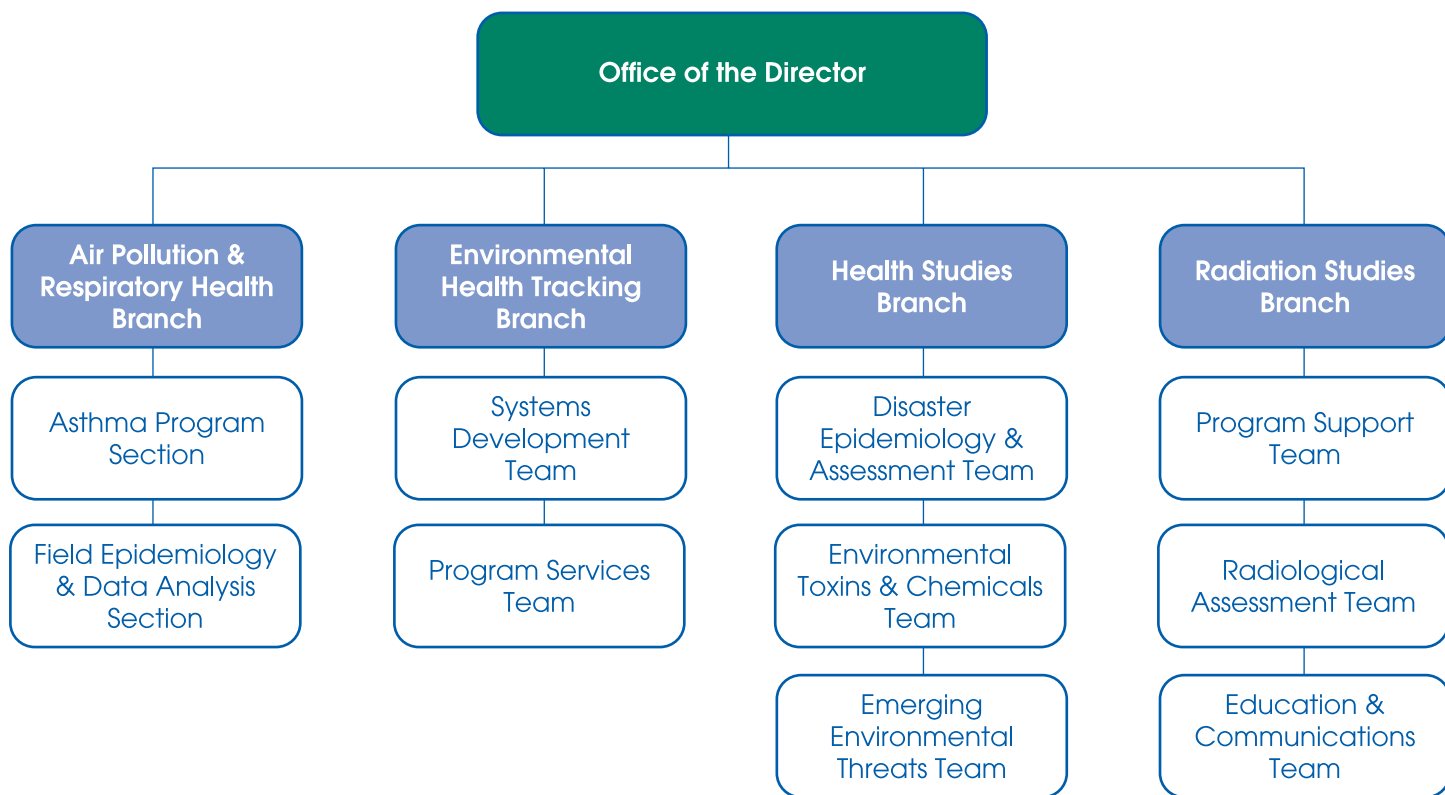 Office of the Director
Air Pollution &
Respiratory Health
Branch
Asthma Program
Section
Field Epidemiology
& Data Analysis
Section
Environmental
Health Tracking
Branch
Systems
Development
Team
Program Services
Team
Health Studies
Branch
Disaster
Epidemiology &
Assessment Team
Environmental
Toxins & Chemicals
Team
Emerging
Environmental
Threats Team
Radiation Studies
Branch
Program Support
Team
Radiological
Assessment Team
Education &
Communications
Team